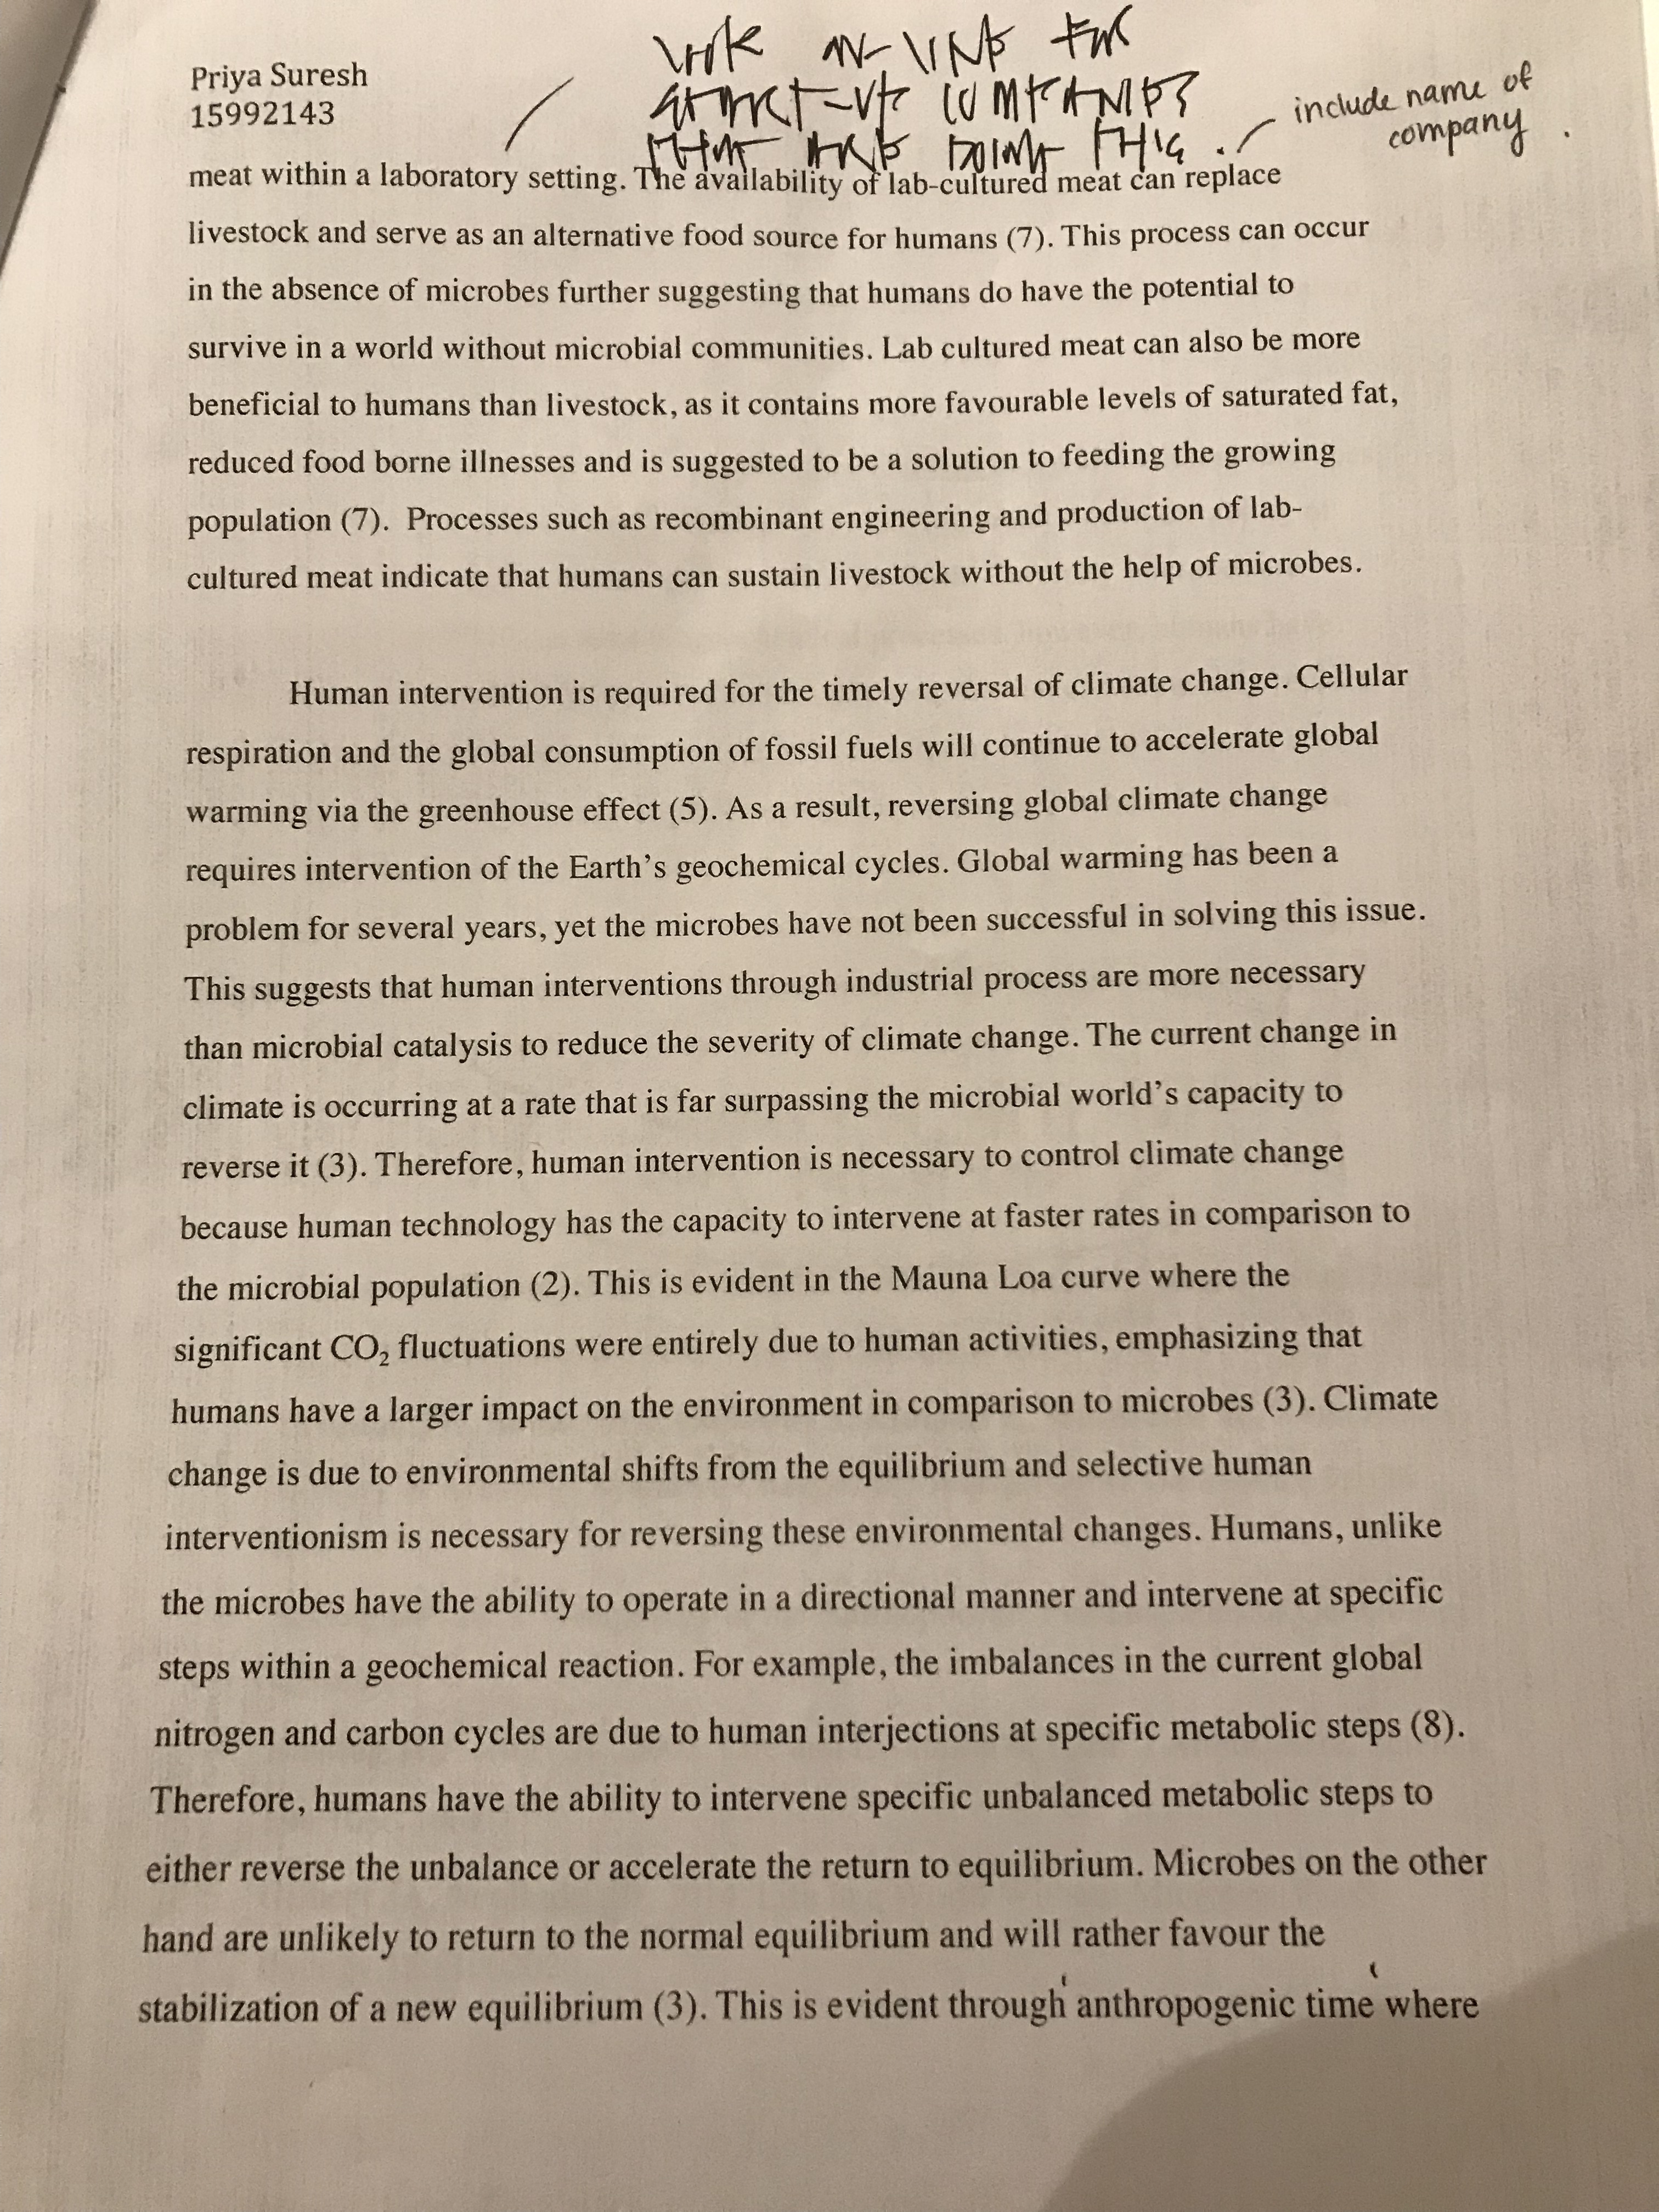 LOOK ON-LINE FOR
START-UP COMPANIES
THAT ARE DOING THIS.
include name of
company.
Priya Suresh
15992143
meat within a laboratory setting. The availability of lab-cultured meat can replace
livestock and serve as an alternative food source for humans (7). This process can occur
in the absence of microbes further suggesting that humans do have the potential to
survive in a world without microbial communities. Lab cultured meat can also be more
beneficial to humans than livestock, as it contains more favourable levels of saturated fat,
reduced food borne illnesses and is suggested to be a solution to feeding the growing
population (7).  Processes such as recombinant engineering and production of lab-
cultured meat indicate that humans can sustain livestock without the help of microbes.
Human intervention is required for the timely reversal of climate change. Cellular
respiration and the global consumption of fossil fuels will continue to accelerate global
warming via the greenhouse effect (5). As a result, reversing global climate change
requires intervention of the Earth’s geochemical cycles. Global warming has been a
problem for several years, yet the microbes have not been successful in solving this issue.
This suggests that human interventions through industrial process are more necessary
than microbial catalysis to reduce the severity of climate change. The current change in
climate is occurring at a rate that is far surpassing the microbial world’s capacity to
reverse it (3). Therefore, human intervention is necessary to control climate change
because human technology has the capacity to intervene at faster rates in comparison to
the microbial population (2). This is evident in the Mauna Loa curve where the
significant CO₂ fluctuations were entirely due to human activities, emphasizing that
humans have a larger impact on the environment in comparison to microbes (3). Climate
change is due to environmental shifts from the equilibrium and selective human
interventionism is necessary for reversing these environmental changes. Humans, unlike
the microbes have the ability to operate in a directional manner and intervene at specific
steps within a geochemical reaction. For example, the imbalances in the current global
nitrogen and carbon cycles are due to human interjections at specific metabolic steps (8).
Therefore, humans have the ability to intervene specific unbalanced metabolic steps to
either reverse the unbalance or accelerate the return to equilibrium. Microbes on the other
hand are unlikely to return to the normal equilibrium and will rather favour the
stabilization of a new equilibrium (3). This is evident through anthropogenic time where